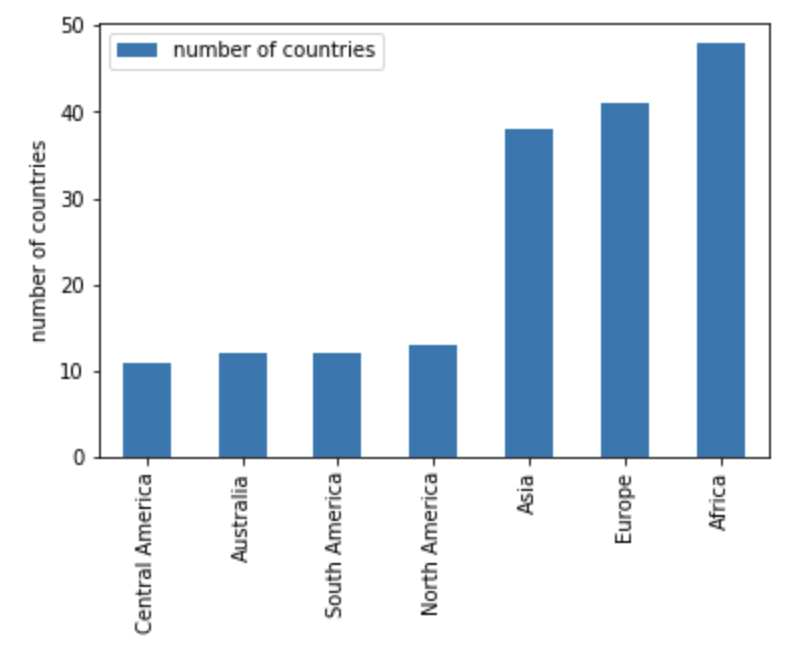 number of countries
number of countries
50
40
30
20
10
0
Central America
Australia
South America
North America
Asia
Europe
Africa